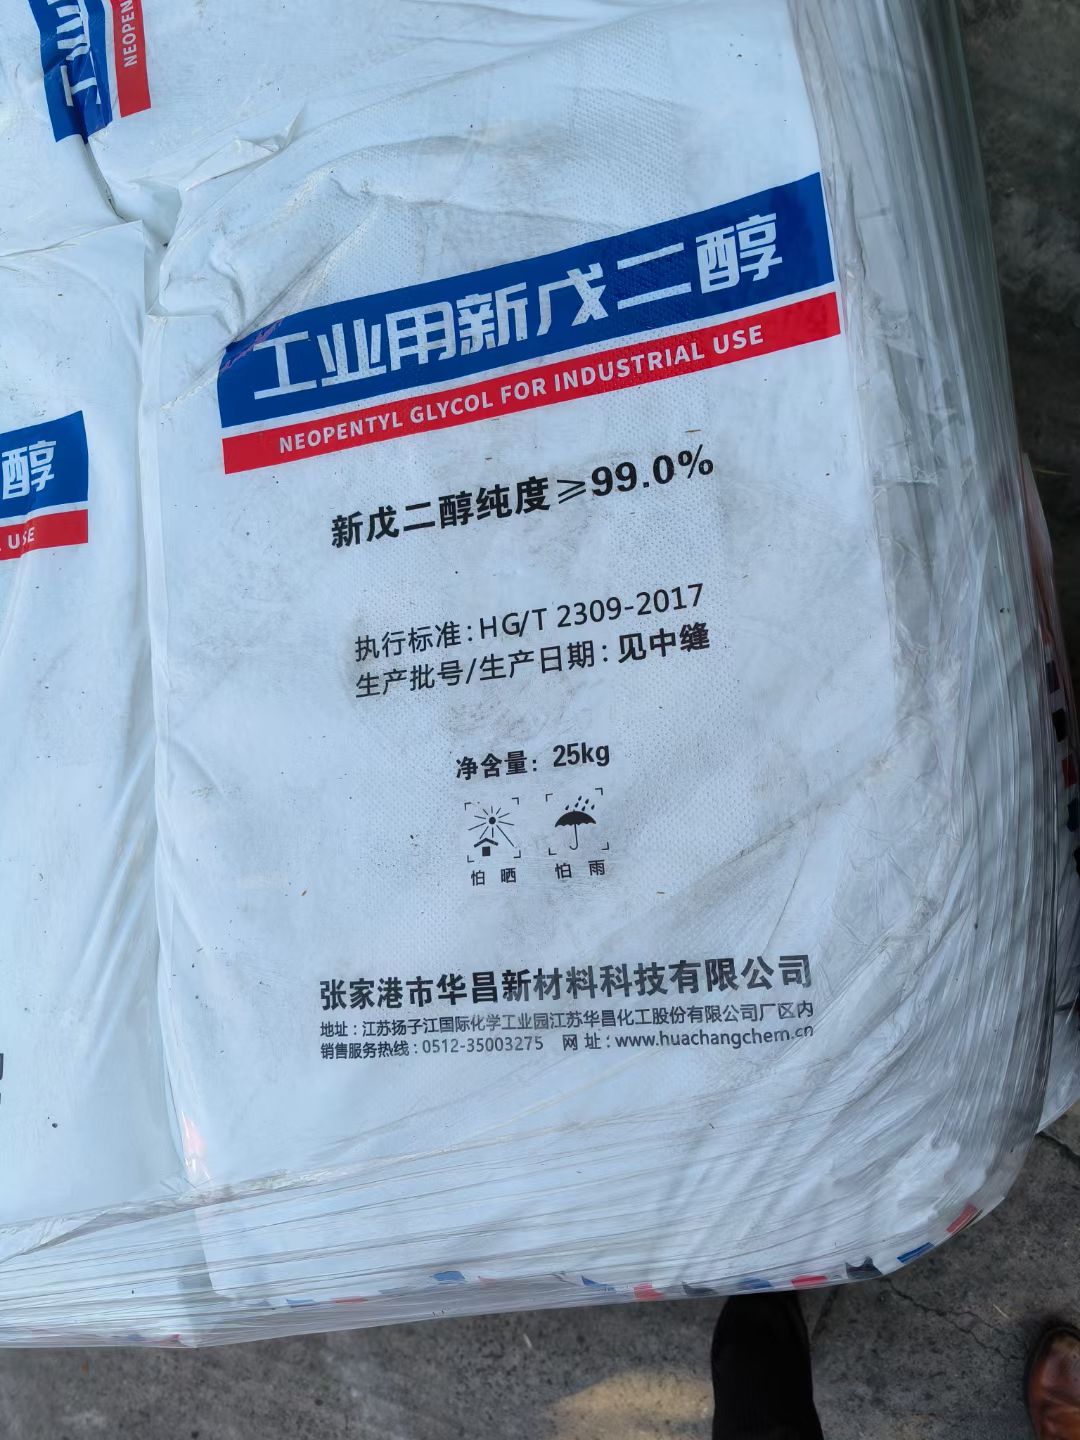 工业
NEOPEN
工业用新戊二醇
NEOPENTYL GLYCOL FOR INDUSTRIAL USE
醇
USE
新戊二醇纯度≥99.0%
执行标准:HG/T 2309-2017
生产批号/生产日期:见中缝
净含量:25kg
怕晒 怕雨
张家港市华昌新材料科技有限公司
地址:江苏扬子江国际化学工业园江苏华昌化工股份有限公司厂区内
销售服务热线:0512-35003275 网址:www.huachangchem.cn